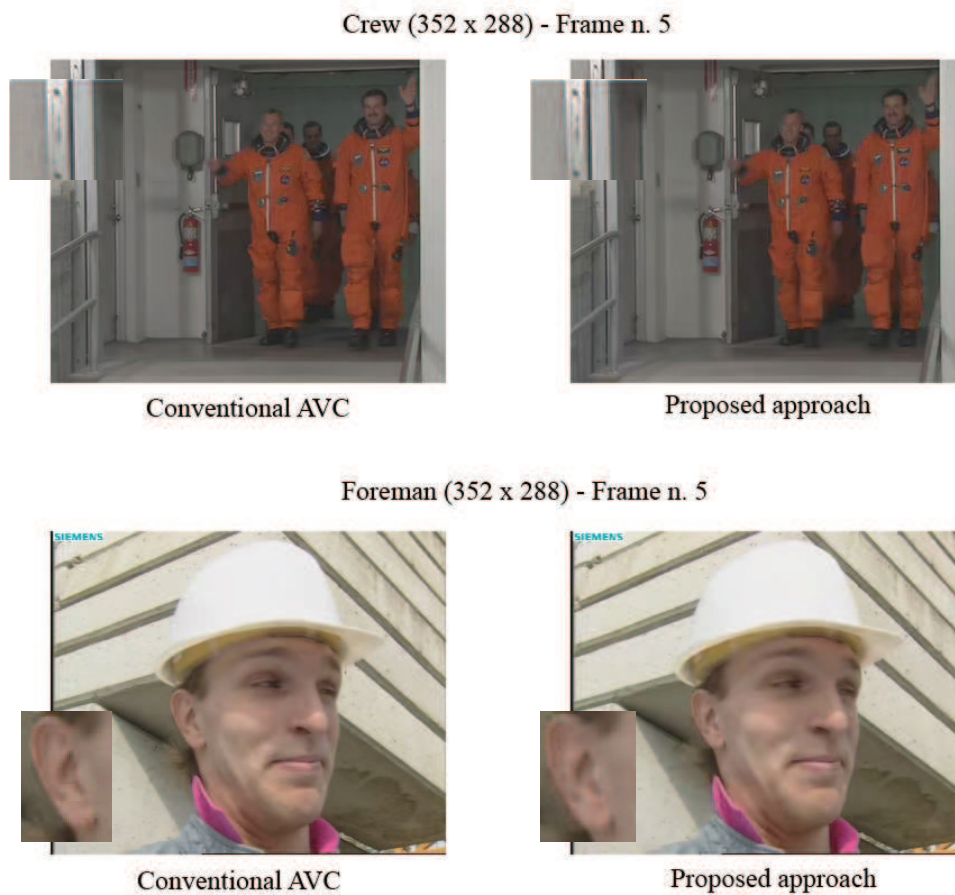 Crew (352 x 288) - Frame n. 5
Conventional AVC
Proposed approach
Foreman (352 x 288) - Frame n. 5
SIEMENS
SIEMENS
Conventional AVC
Proposed approach